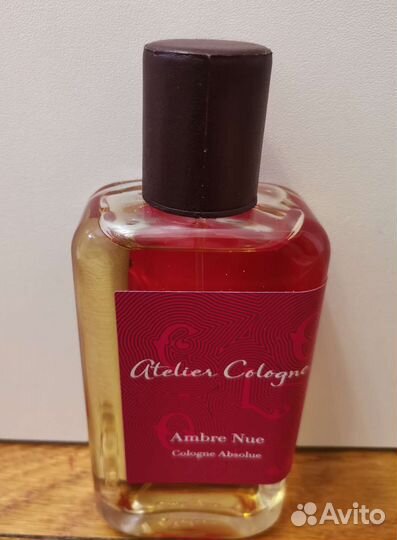 Atelier Cologne
Ambre Nue
Cologne Absolue
Avito